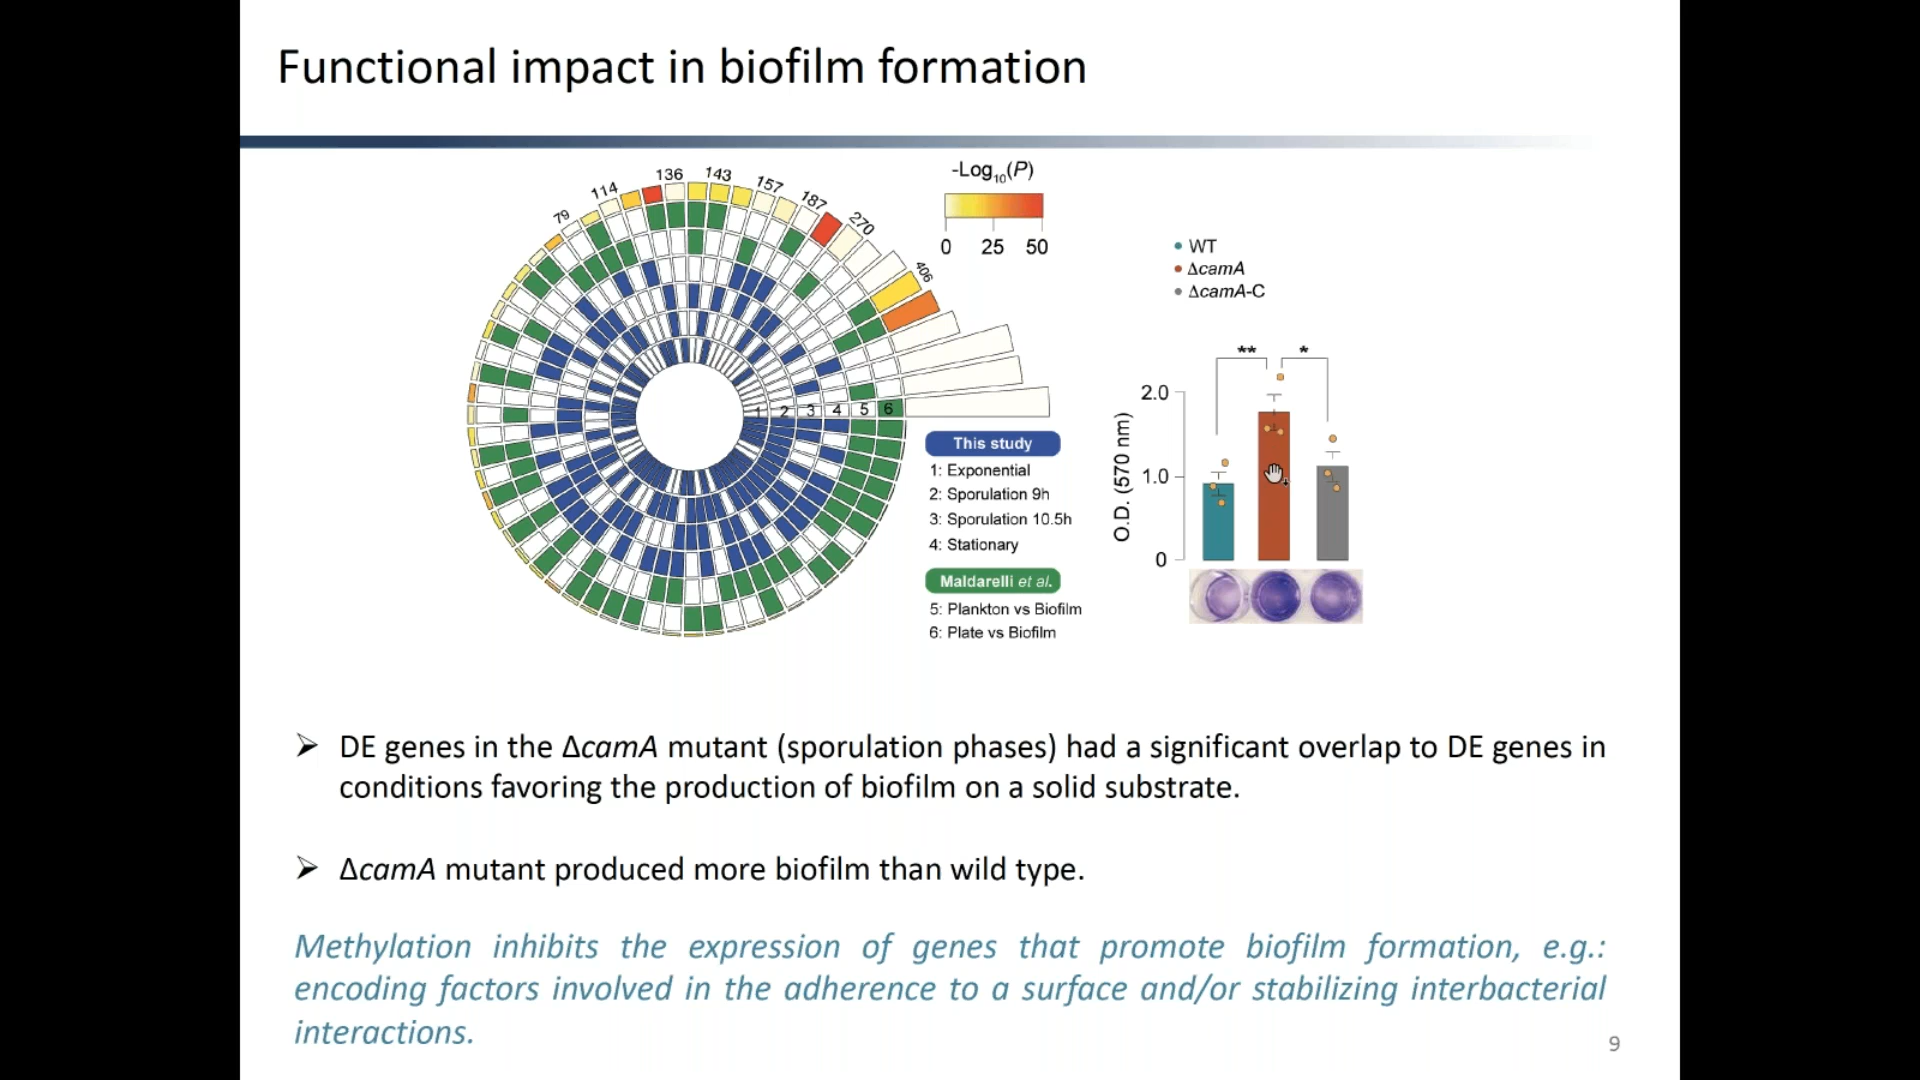 Functional impact in biofilm formation
79
114
136
143
157
187
270
406
-Log10(P)
0 25 50
1 2 3 4 5 6
This study
1: Exponential
2: Sporulation 9h
3: Sporulation 10.5h
4: Stationary
Maldarelli et al.
5: Plankton vs Biofilm
6: Plate vs Biofilm
WT
ΔcamA
ΔcamA-C
** *
O.D. (570 nm)
2.0
1.0
0
➢ DE genes in the ΔcamA mutant (sporulation phases) had a significant overlap to DE genes in
conditions favoring the production of biofilm on a solid substrate.
➢ ΔcamA mutant produced more biofilm than wild type.
Methylation inhibits the expression of genes that promote biofilm formation, e.g.:
encoding factors involved in the adherence to a surface and/or stabilizing interbacterial
interactions.
9